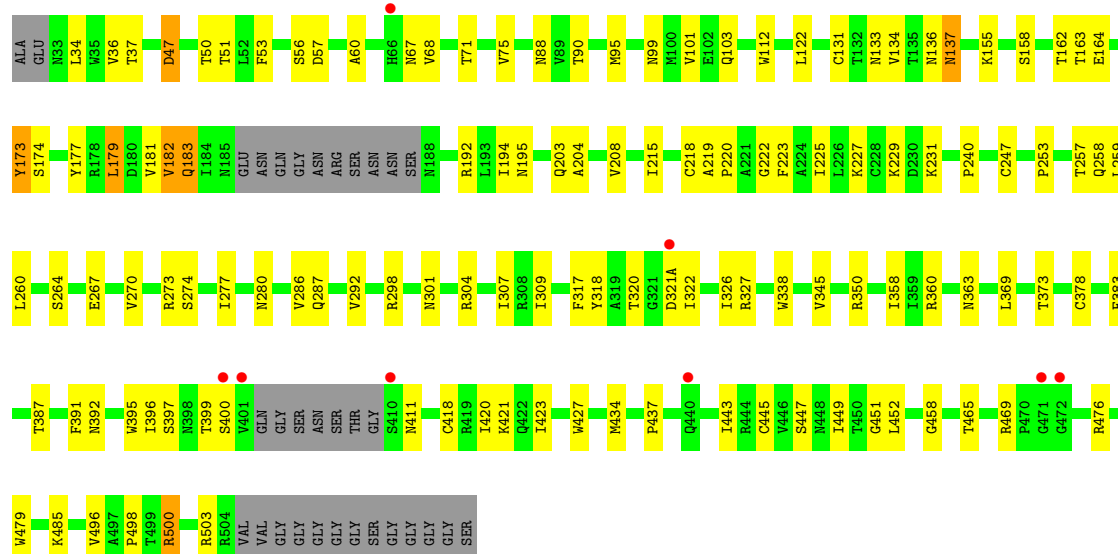 ALA GLU N33 L34 W35 V36 T37 D47 T50 T51 L52 F53 S56 D57 A60 H66 N67 V68 T71 V75 N88 V89 T90 M95 N99 M100 V101 E102 Q103 W112 L122 C131 T132 N133 V134 T135 N136 N137 K155 S158 T162 T163 E164
Y173 S174 Y177 R178 L179 D180 V181 V182 Q183 I184 N185 GLU ASN GLN GLY ASN ARG SER ASN ASN SER N188 R192 L193 I194 N195 Q203 A204 V208 I215 C218 A219 P220 A221 G222 F223 A224 I225 L226 K227 C228 K229 D230 K231 P240 C247 P253 T257 Q258 L259
L260 S264 E267 V270 R273 S274 I277 N280 V286 Q287 V292 R298 N301 R304 I307 R308 I309 F317 Y318 A319 T320 G321 D321A I322 I326 R327 W338 V345 R350 I358 I359 R360 N363 L369 T373 C378
T387 F391 N392 W395 I396 S397 N398 T399 S400 V401 GLN GLY SER ASN SER THR GLY S410 N411 C418 R419 I420 K421 Q422 I423 W427 M434 P437 Q440 I443 R444 C445 V446 S447 N448 I449 T450 G451 L452 G458 T465 R469 P470 G471 G472 R476
W479 K485 V496 A497 P498 T499 R500 R503 R504 VAL VAL GLY GLY GLY GLY SER GLY GLY GLY GLY SER